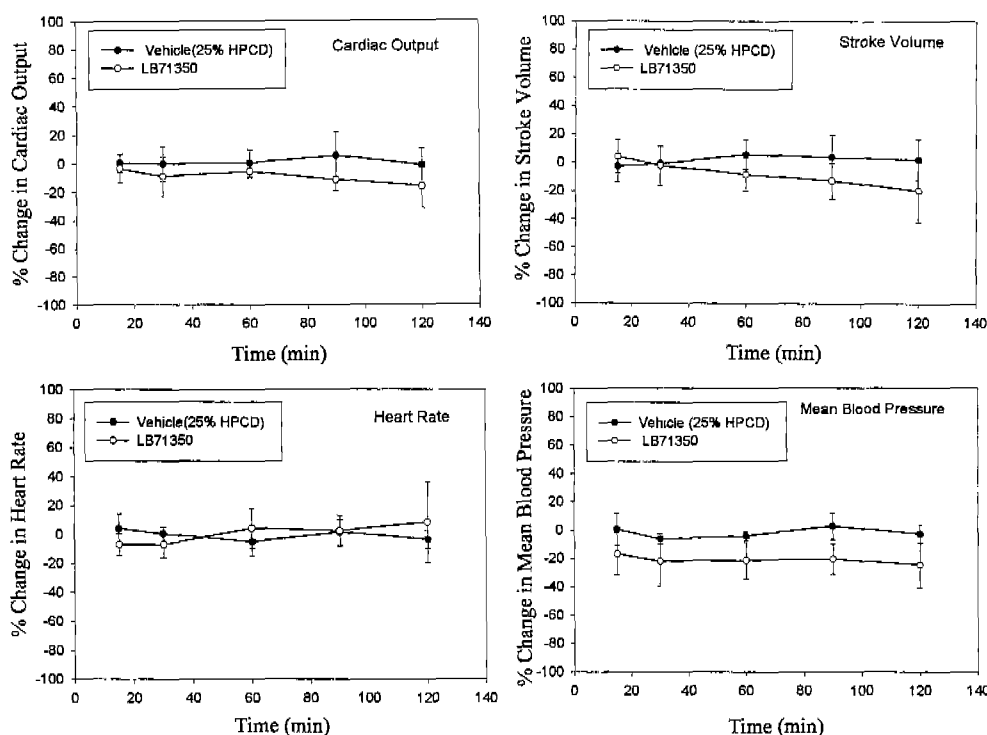 Cardiac Output
Vehicle (25% HPCD)
LB71350
% Change in Cardiac Output
100
80
60
40
20
0
-20
-40
-60
-80
-100
0 20 40 60 80 100 120 140
Time (min)
Stroke Volume
Vehicle (25% HPCD)
LB71350
% Change in Stroke Volume
100
80
60
40
20
0
-20
-40
-60
-80
-100
0 20 40 60 80 100 120 140
Time (min)
Heart Rate
Vehicle(25% HPCD)
LB71350
% Change in Heart Rate
100
80
60
40
20
0
-20
-40
-60
-80
-100
0 20 40 60 80 100 120 140
Time (min)
Mean Blood Pressure
Vehicle (25% HPCD)
LB71350
% Change in Mean Blood Pressure
100
80
60
40
20
0
-20
-40
-60
-80
-100
0 20 40 60 80 100 120 140
Time (min)